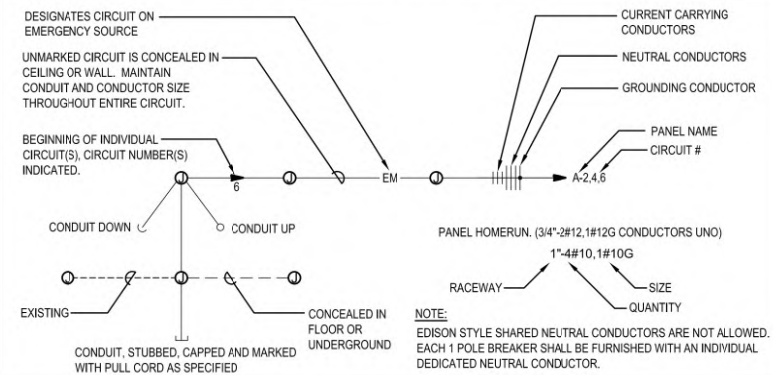 DESIGNATES CIRCUIT ON
EMERGENCY SOURCE
UNMARKED CIRCUIT IS CONCEALED IN
CEILING OR WALL. MAINTAIN
CONDUIT AND CONDUCTOR SIZE
THROUGHOUT ENTIRE CIRCUIT.
BEGINNING OF INDIVIDUAL
CIRCUIT(S), CIRCUIT NUMBER(S)
INDICATED.
CURRENT CARRYING
CONDUCTORS
NEUTRAL CONDUCTORS
GROUNDING CONDUCTOR
PANEL NAME
CIRCUIT #
J
6
J
EM
J
A-2,4,6
CONDUIT DOWN
CONDUIT UP
J
J
J
EXISTING
CONCEALED IN
FLOOR OR
UNDERGROUND
CONDUIT, STUBBED, CAPPED AND MARKED
WITH PULL CORD AS SPECIFIED
PANEL HOMERUN. (3/4"-2#12,1#12G CONDUCTORS UNO)
1"-4#10,1#10G
RACEWAY
SIZE
QUANTITY
NOTE:
EDISON STYLE SHARED NEUTRAL CONDUCTORS ARE NOT ALLOWED.
EACH 1 POLE BREAKER SHALL BE FURNISHED WITH AN INDIVIDUAL
DEDICATED NEUTRAL CONDUCTOR.